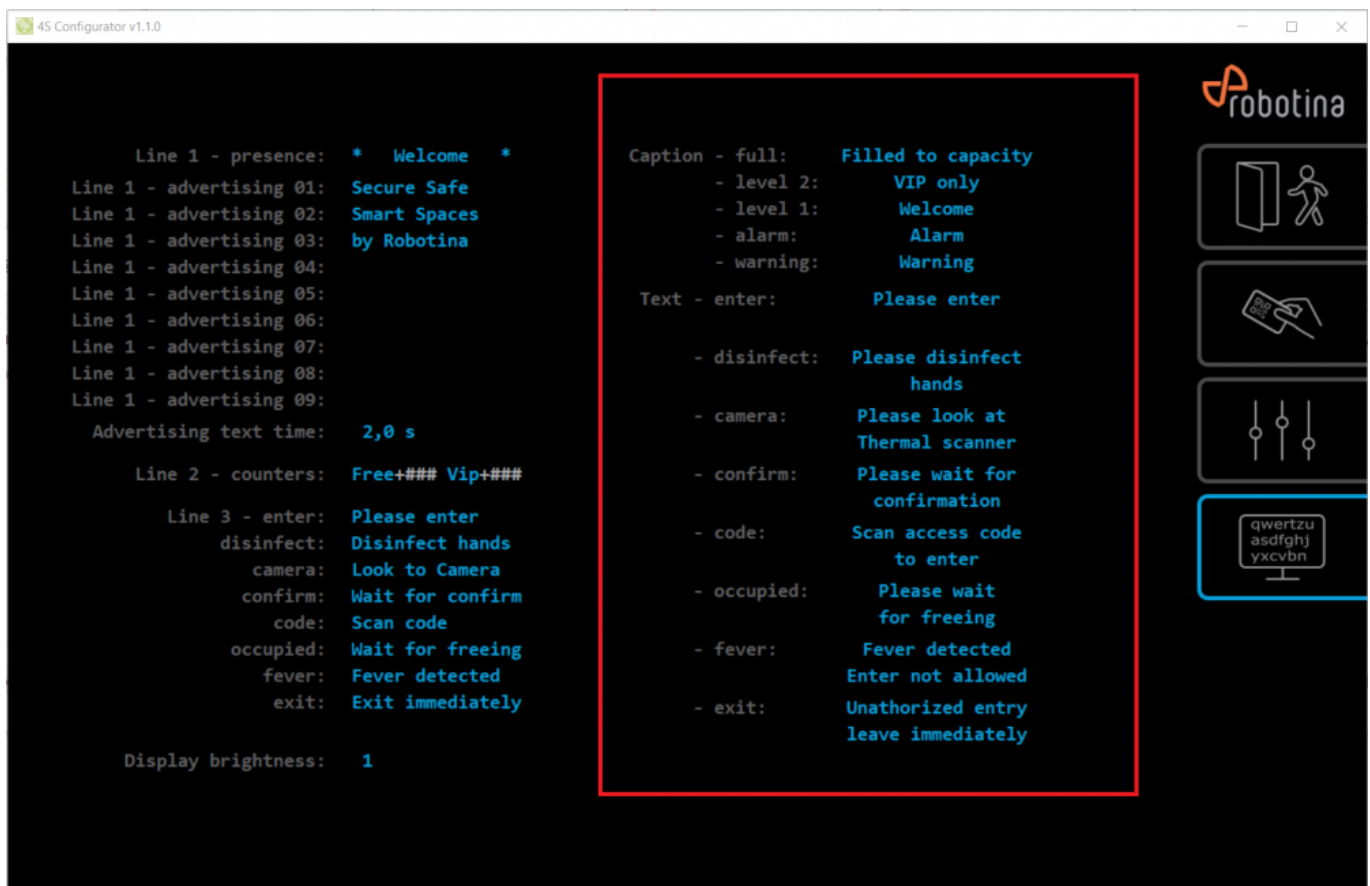 4S Configurator v1.1.0
robotina
Line 1 - presence: * Welcome *
Line 1 - advertising 01: Secure Safe
Line 1 - advertising 02: Smart Spaces
Line 1 - advertising 03: by Robotina
Line 1 - advertising 04:
Line 1 - advertising 05:
Line 1 - advertising 06:
Line 1 - advertising 07:
Line 1 - advertising 08:
Line 1 - advertising 09:
Advertising text time: 2,0 s
Line 2 - counters: Free+### Vip+###
Line 3 - enter: Please enter
disinfect: Disinfect hands
camera: Look to Camera
confirm: Wait for confirm
code: Scan code
occupied: Wait for freeing
fever: Fever detected
exit: Exit immediately
Display brightness: 1
Caption - full: Filled to capacity
- level 2: VIP only
- level 1: Welcome
- alarm: Alarm
- warning: Warning
Text - enter: Please enter
- disinfect: Please disinfect
hands
- camera: Please look at
Thermal scanner
- confirm: Please wait for
confirmation
- code: Scan access code
to enter
- occupied: Please wait
for freeing
- fever: Fever detected
Enter not allowed
- exit: Unathorized entry
leave immediately
qwertzu
asdfghj
yxcvbn